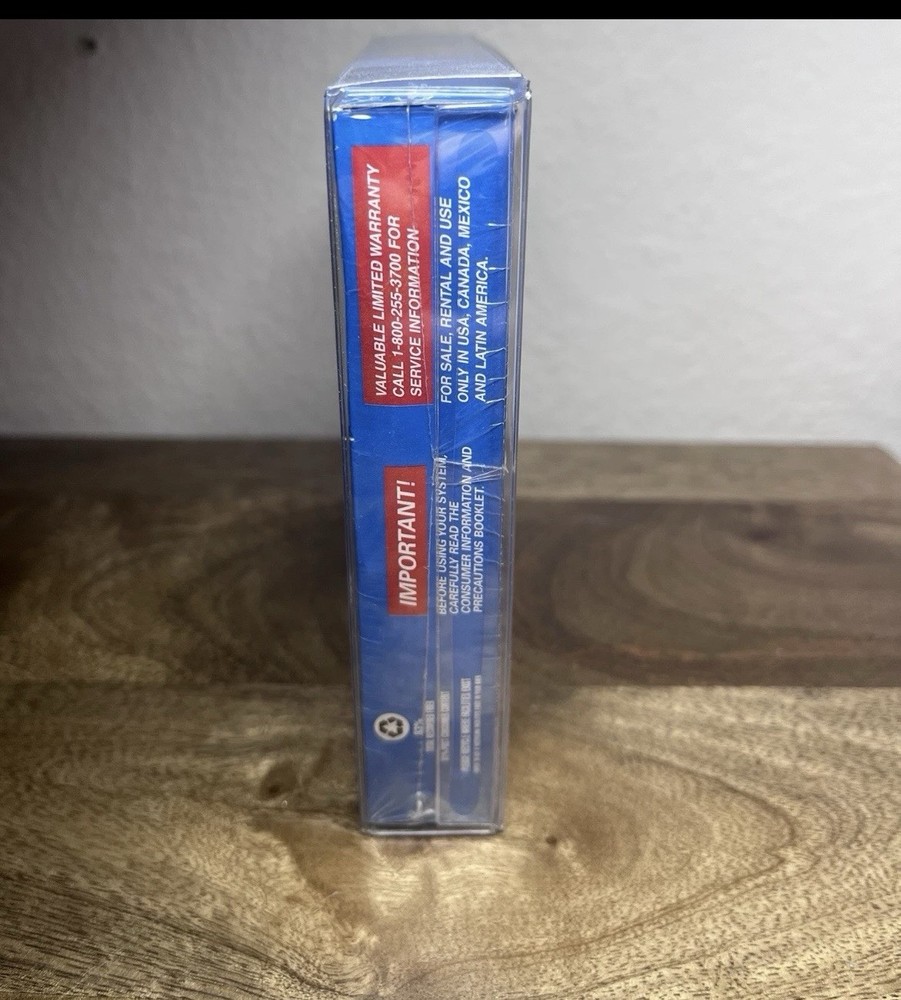 VALUABLE LIMITED WARRANTY
CALL 1-800-255-3700 FOR
SERVICE INFORMATION
FOR SALE, RENTAL AND USE
ONLY IN USA, CANADA, MEXICO
AND LATIN AMERICA.
IMPORTANT!
BEFORE USING YOUR SYSTEM,
CAREFULLY READ THE
CONSUMER INFORMATION AND
PRECAUTIONS BOOKLET.